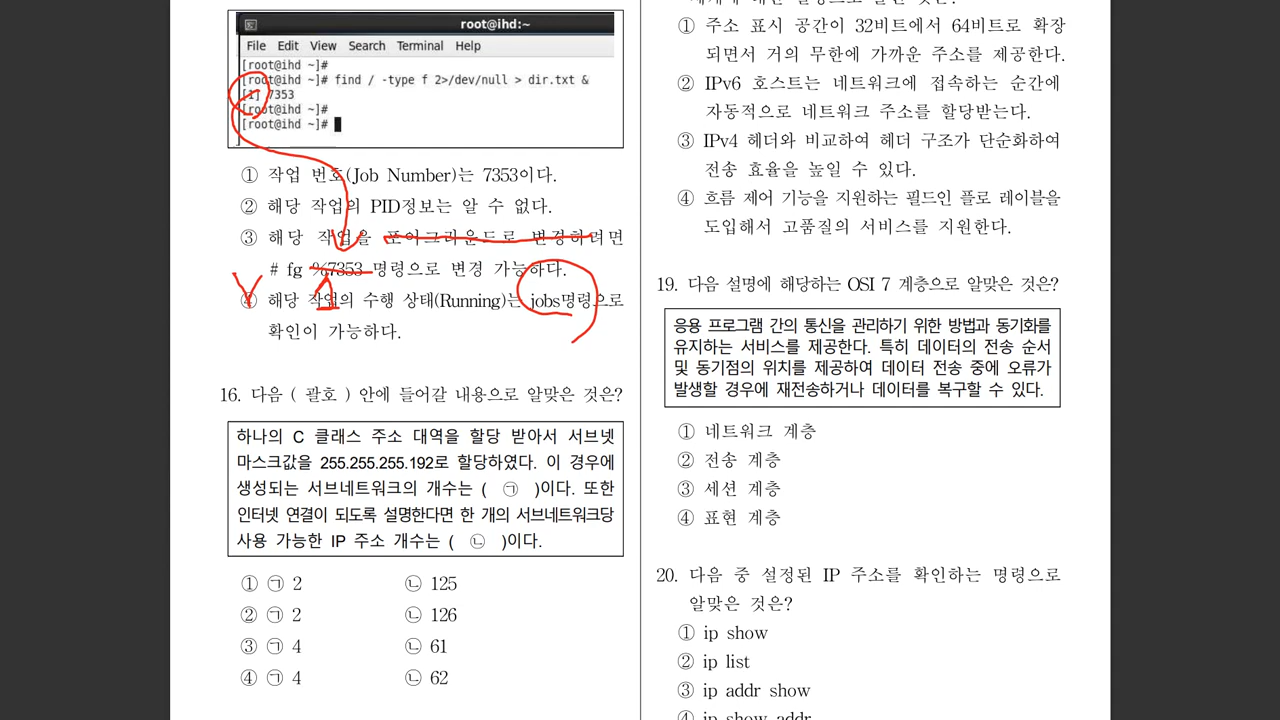 root@ihd:~
File Edit View Search Terminal Help
[root@ihd ~]#
[root@ihd ~]# find / -type f 2>/dev/null > dir.txt &
[1] 7353
[root@ihd ~]#
[root@ihd ~]#
① 작업 번호(Job Number)는 7353이다.
② 해당 작업의 PID정보는 알 수 없다.
③ 해당 작업을 포어그라운드로 변경하려면
# fg %7353 명령으로 변경 가능하다.
1
④ 해당 작업의 수행 상태(Running)는 jobs명령으로
확인이 가능하다.
16. 다음 ( 괄호 ) 안에 들어갈 내용으로 알맞은 것은?
하나의 C 클래스 주소 대역을 할당 받아서 서브넷
마스크값을 255.255.255.192로 할당하였다. 이 경우에
생성되는 서브네트워크의 개수는 ( ㉠ )이다. 또한
인터넷 연결이 되도록 설명한다면 한 개의 서브네트워크당
사용 가능한 IP 주소 개수는 ( ㉡ )이다.
① ㉠ 2 ㉡ 125
② ㉠ 2 ㉡ 126
③ ㉠ 4 ㉡ 61
④ ㉠ 4 ㉡ 62
① 주소 표시 공간이 32비트에서 64비트로 확장
되면서 거의 무한에 가까운 주소를 제공한다.
② IPv6 호스트는 네트워크에 접속하는 순간에
자동적으로 네트워크 주소를 할당받는다.
③ IPv4 헤더와 비교하여 헤더 구조가 단순화하여
전송 효율을 높일 수 있다.
④ 흐름 제어 기능을 지원하는 필드인 플로 레이블을
도입해서 고품질의 서비스를 지원한다.
19. 다음 설명에 해당하는 OSI 7 계층으로 알맞은 것은?
응용 프로그램 간의 통신을 관리하기 위한 방법과 동기화를
유지하는 서비스를 제공한다. 특히 데이터의 전송 순서
및 동기점의 위치를 제공하여 데이터 전송 중에 오류가
발생할 경우에 재전송하거나 데이터를 복구할 수 있다.
① 네트워크 계층
② 전송 계층
③ 세션 계층
④ 표현 계층
20. 다음 중 설정된 IP 주소를 확인하는 명령으로
알맞은 것은?
① ip show
② ip list
③ ip addr show
④ ip show addr